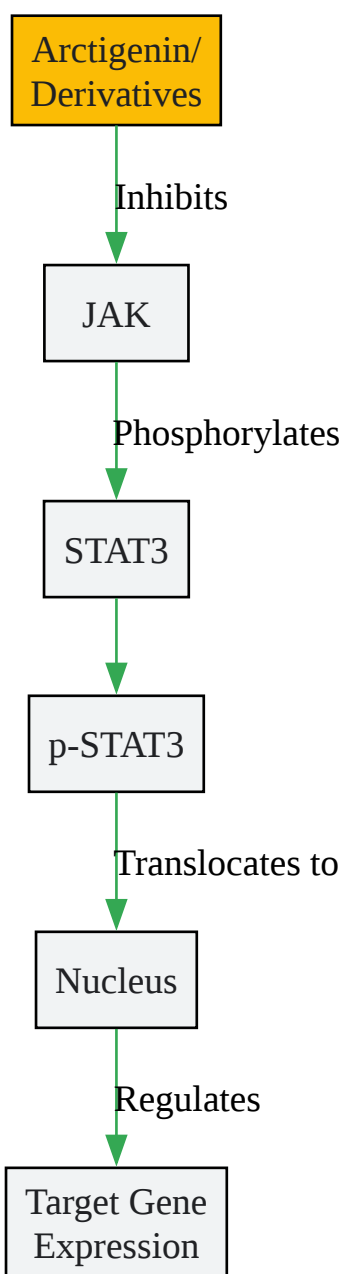 Arctigenin/
Derivatives
Inhibits
JAK
Phosphorylates
STAT3
p-STAT3
Translocates to
Nucleus
Regulates
Target Gene
Expression